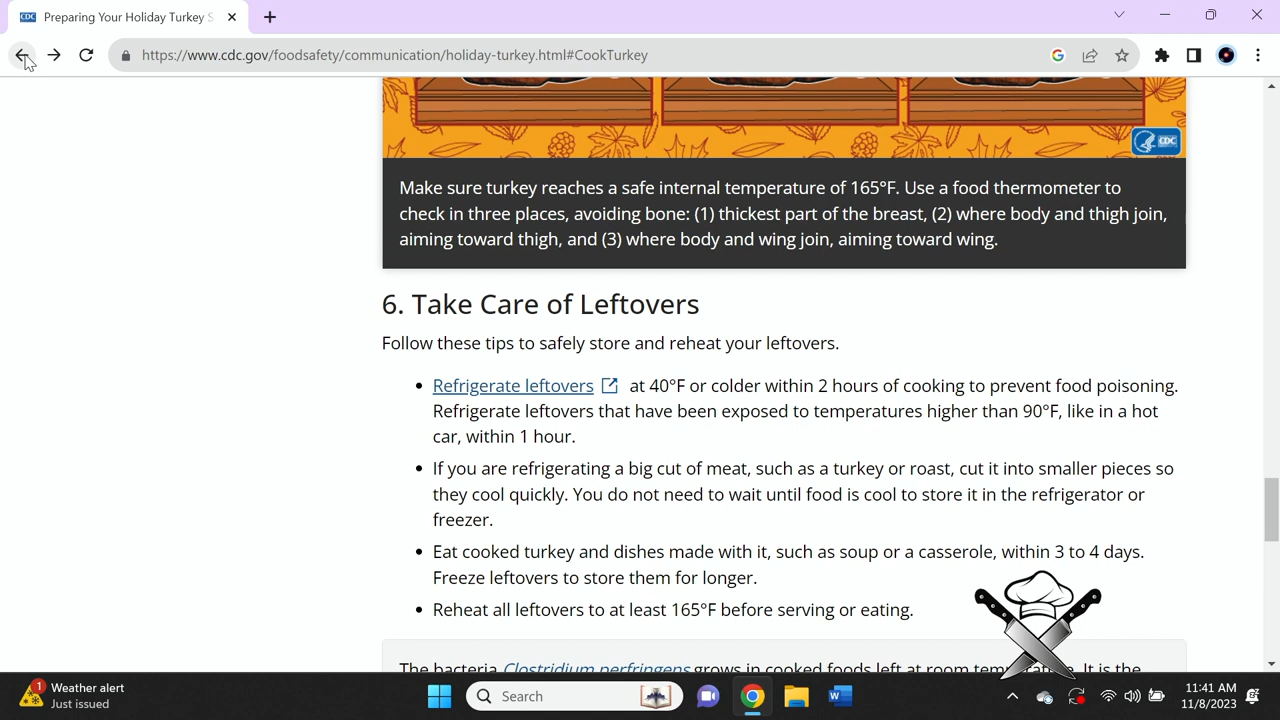 CDC
Preparing Your Holiday Turkey S
https://www.cdc.gov/foodsafety/communication/holiday-turkey.html#CookTurkey
CDC
Make sure turkey reaches a safe internal temperature of 165°F. Use a food thermometer to
check in three places, avoiding bone: (1) thickest part of the breast, (2) where body and thigh join,
aiming toward thigh, and (3) where body and wing join, aiming toward wing.
6. Take Care of Leftovers
Follow these tips to safely store and reheat your leftovers.
• Refrigerate leftovers at 40°F or colder within 2 hours of cooking to prevent food poisoning.
Refrigerate leftovers that have been exposed to temperatures higher than 90°F, like in a hot
car, within 1 hour.
• If you are refrigerating a big cut of meat, such as a turkey or roast, cut it into smaller pieces so
they cool quickly. You do not need to wait until food is cool to store it in the refrigerator or
freezer.
• Eat cooked turkey and dishes made with it, such as soup or a casserole, within 3 to 4 days.
Freeze leftovers to store them for longer.
• Reheat all leftovers to at least 165°F before serving or eating.
The bacteria Clostridium perfringens grows in cooked foods left at room It is the
1
Weather alert
Just issued
Search
W
11:41 AM
11/8/2023